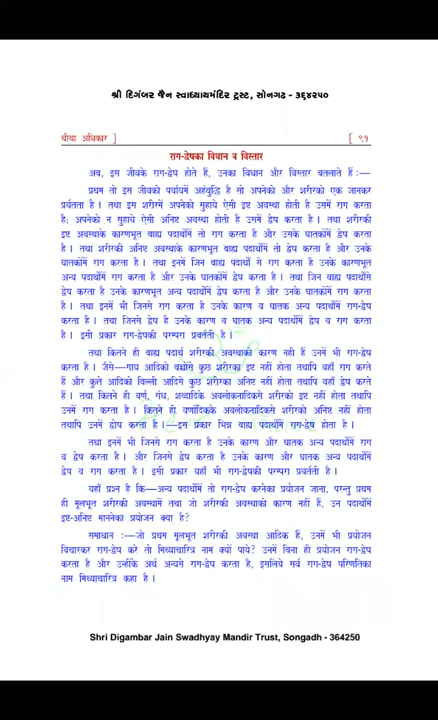 શ્રી દિગંબર જૈન સ્વાધ્યાયમંદિર ટ્રસ્ટ, સોનગઢ - ૩૬૪૨૫૦
चौथा अधिकार ] [ ९१
राग-द्वेषका विधान व विस्तार
अब, इस जीवके राग-द्वेष होते हैं, उनका विधान और विस्तार बतलाते हैं :—
प्रथम तो इस जीवको पर्यायमें अहंबुद्धि है सो अपनेको और शरीरको एक जानकर
प्रर्वतता है। तथा इस शरीरमें अपनेको सुहाये ऐसी इष्ट अवस्था होती है उसमें राग करता
है; अपनेको न सुहाये ऐसी अनिष्ट अवस्था होती है उसमें द्वेष करता है। तथा शरीरकी
इष्ट अवस्थाके कारणभूत बाह्य पदार्थोंमें तो राग करता है और उसके घातकोंमें द्वेष करता
है। तथा शरीरकी अनिष्ट अवस्थाके कारणभूत बाह्य पदार्थोंमें तो द्वेष करता है और उनके
घातकोंमें राग करता है। तथा इनमें जिन बाह्य पदार्थों से राग करता है उनके कारणभूत
अन्य पदार्थोंमें राग करता है और उनके घातकोंमें द्वेष करता है। तथा जिन बाह्य पदार्थोंसे
द्वेष करता है उनके कारणभूत अन्य पदार्थोंमें द्वेष करता है और उनके घातकोंमें राग करता
है। तथा इनमें भी जिनसे राग करता है उनके कारण व घातक अन्य पदार्थोंमें राग-द्वेष
करता है। तथा जिनसे द्वेष है उनके कारण व घातक अन्य पदार्थोंमें द्वेष व राग करता
है। इसी प्रकार राग-द्वेषकी परम्परा प्रवर्तती है।
तथा कितने ही बाह्य पदार्थ शरीरकी अवस्थाको कारण नहीं हैं उनमें भी राग-द्वेष
करता है। जैसे—गाय आदिको बच्चोंसे कुछ शरीरका इष्ट नहीं होता तथापि वहाँ राग करते
हैं और कुत्ते आदिको बिल्ली आदिसे कुछ शरीरका अनिष्ट नहीं होता तथापि वहाँ द्वेष करते
हैं। तथा कितने ही वर्ण, गंध, शब्दादिके अवलोकनादिकसे शरीरको इष्ट नहीं होता तथापि
उनमें राग करता है। कितने ही वर्णादिकके अवलोकनादिकसे शरीरको अनिष्ट नहीं होता
तथापि उनमें द्वेष करता है।—इस प्रकार भिन्न बाह्य पदार्थोंमें राग-द्वेष होता है।
तथा इनमें भी जिनसे राग करता है उनके कारण और घातक अन्य पदार्थोंमें राग
व द्वेष करता है। और जिनसे द्वेष करता है उनके कारण और घातक अन्य पदार्थोंमें
द्वेष व राग करता है। इसी प्रकार यहाँ भी राग-द्वेषकी परम्परा प्रवर्तती है।
यहाँ प्रश्न है कि—अन्य पदार्थोंमें तो राग-द्वेष करनेका प्रयोजन जाना, परन्तु प्रथम
ही मूलभूत शरीरकी अवस्थामें तथा जो शरीरकी अवस्थाको कारण नहीं हैं, उन पदार्थोंमें
इष्ट-अनिष्ट माननेका प्रयोजन क्या है?
समाधान :—जो प्रथम मूलभूत शरीरकी अवस्था आदिक हैं, उनमें भी प्रयोजन
विचारकर राग-द्वेष करे तो मिथ्याचारित्र नाम क्यों पाये? उनमें बिना ही प्रयोजन राग-द्वेष
करता है और उन्हींके अर्थ अन्यसे राग-द्वेष करता है, इसलिये सर्व राग-द्वेष परिणतिका
नाम मिथ्याचारित्र कहा है।
Shri Digambar Jain Swadhyay Mandir Trust, Songadh - 364250